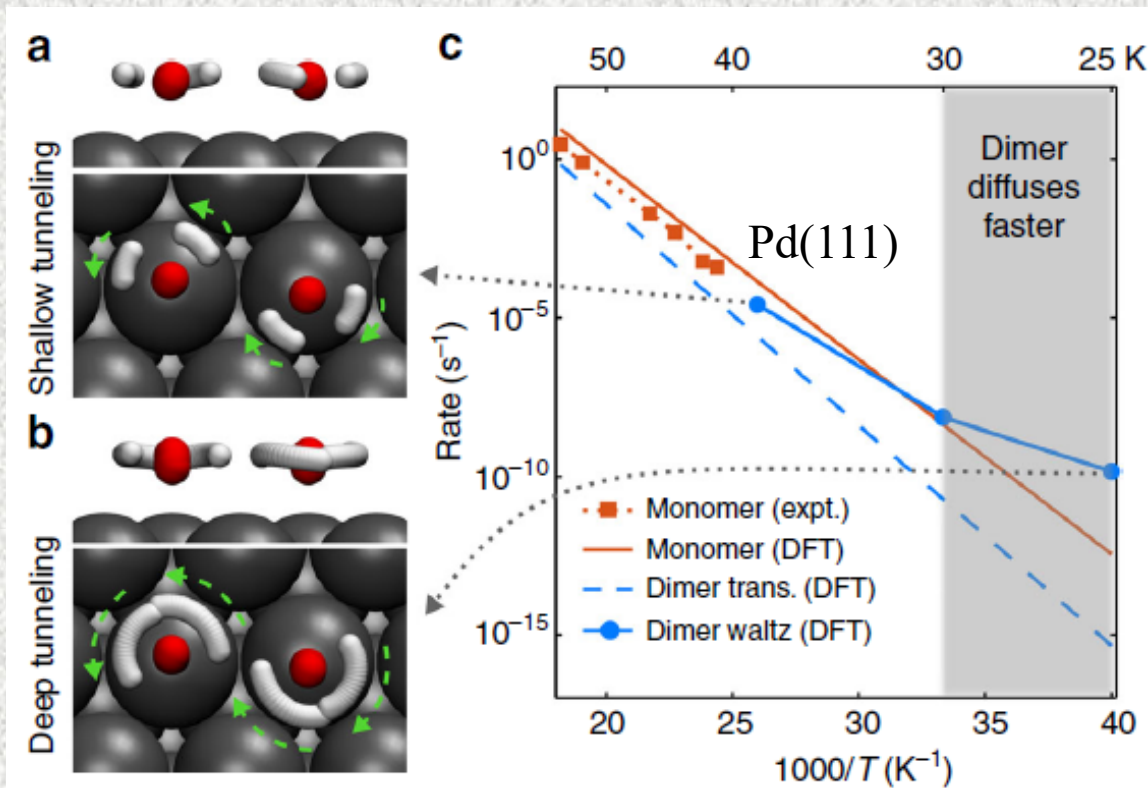 a
Shallow tunneling
b
Deep tunneling
c
50 40 30 25 K
10⁰
10⁻⁵
10⁻¹⁰
10⁻¹⁵
Rate (s⁻¹)
Pd(111)
Dimer
diffuses
faster
Monomer (expt.)
Monomer (DFT)
Dimer trans. (DFT)
Dimer waltz (DFT)
20 25 30 35 40
1000/T (K⁻¹)